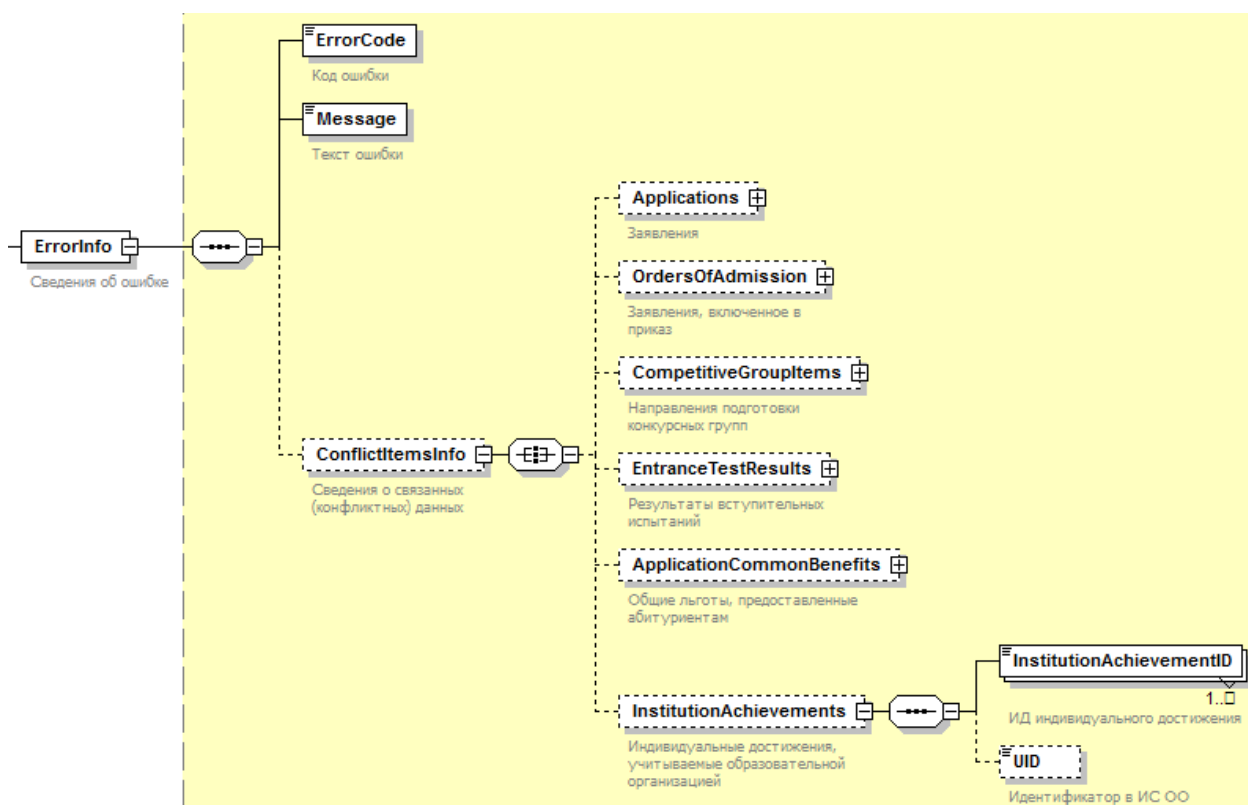 ErrorCode
Код ошибки
Message
Текст ошибки
Applications
Заявления
ErrorInfo
Сведения об ошибке
OrdersOfAdmission
Заявления, включенное в
приказ
CompetitiveGroupItems
Направления подготовки
конкурсных групп
ConflictItemsInfo
Сведения о связанных
(конфликтных) данных
EntranceTestResults
Результаты вступительных
испытаний
ApplicationCommonBenefits
Общие льготы, предоставленные
абитуриентам
InstitutionAchievementID
1..□
ИД индивидуального достижения
InstitutionAchievements
Индивидуальные достижения,
учитываемые образовательной
организацией
UID
Идентификатор в ИС ОО